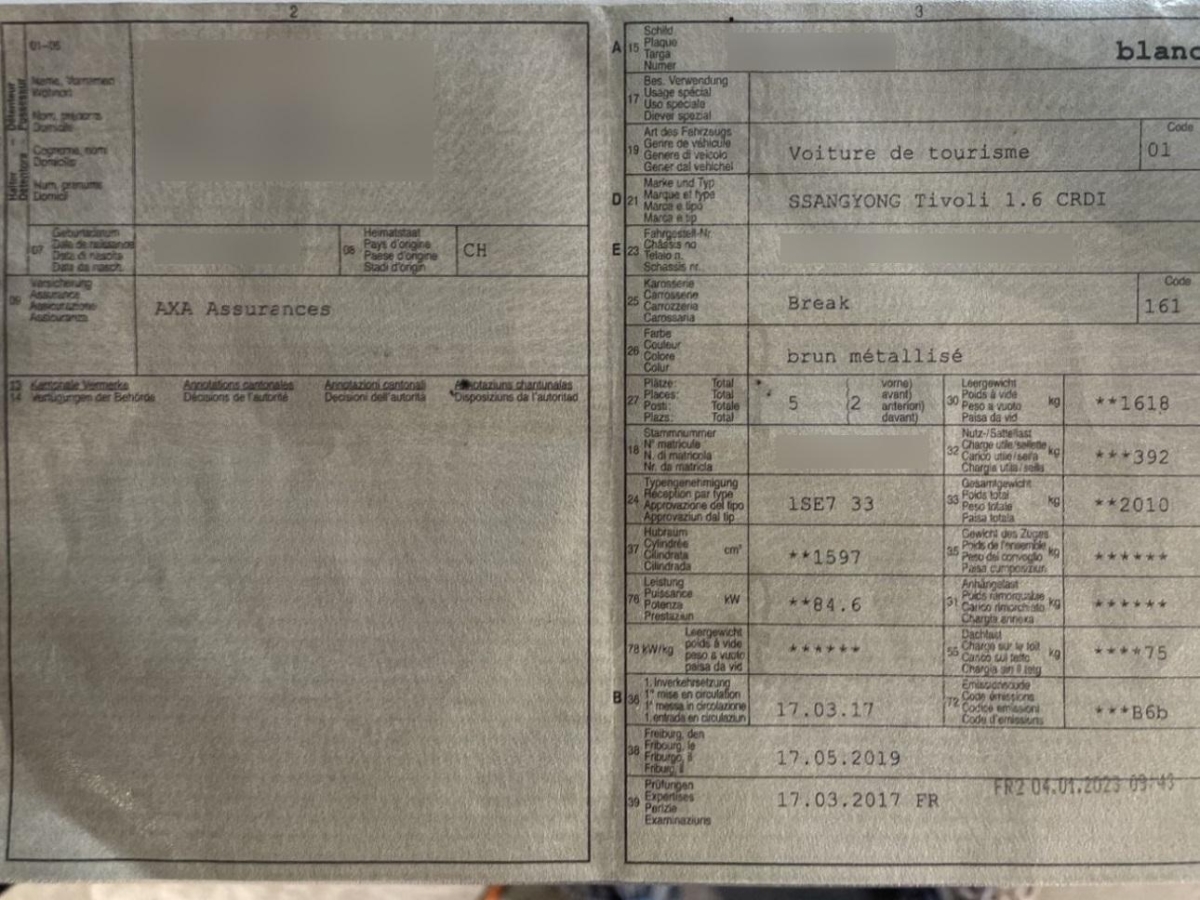 2
01-06
Halter - Détenteur
Detentore - Possessur
Name, Vornamen
Wohnort
Nom, prénoms
Domicile
Cognome, nomi
Domicilio
Num, prenums
Domicil
07
Geburtsdatum
Date de naissance
Data di nascita
Data da nasch.
08
Heimatstaat
Pays d'origine
Paese d'origine
Stadi d'origin
CH
09
Versicherung
Assurance
Assicurazione
Assicuranza
AXA Assurances
13 Kantonale Vermerke Annotations cantonales Annotazioni cantonali Annotaziuns chantunalas
14 Verfügungen der Behörde Décisions de l'autorité Decisioni dell'autorità Disposiziuns da l'autoritad
3
A 15
Schild
Plaque
Targa
Numer
blanc
17
Bes. Verwendung
Usage spécial
Uso speciale
Diever spezial
19
Art des Fahrzeugs
Genre de véhicule
Genere di veicolo
Gener dal vehichel
Voiture de tourisme
Code
01
D 21
Marke und Typ
Marque et type
Marca e tipo
Marca e tip
SSANGYONG Tivoli 1.6 CRDI
E 23
Fahrgestell-Nr.
Châssis no
Telaio n.
Schassis nr.
25
Karosserie
Carrosserie
Carrozzeria
Carossaria
Break
Code
161
26
Farbe
Couleur
Colore
Colur
brun métallisé
27
Plätze: Total
Places: Total
Posti: Totale
Plazs: Total
5
(2
vorne)
avant)
anteriori)
davant)
30
Leergewicht
Poids à vide
Peso a vuoto
Paisa da vid
kg
**1618
18
Stammnummer
N° matricule
N. di matricola
Nr. da matricla
32
Nutz-/Sattellast
Charge utile/sellette
Carico utile/sella
Chargia utila/sella
kg
***392
24
Typengenehmigung
Réception par type
Approvazione del tipo
Approvaziun dal tip
1SE7 33
33
Gesamtgewicht
Poids total
Peso totale
Paisa totala
kg
**2010
37
Hubraum
Cylindrée
Cilindrata
Cilindrada
cm³
**1597
35
Gewicht des Zuges
Poids de l'ensemble
Peso del convoglio
Paisa cumposiziun
kg
******
76
Leistung
Puissance
Potenza
Prestaziun
kW
**84.6
31
Anhängelast
Poids remorquable
Carico rimorchiato
Chargia annexa
kg
******
78 kW/kg
Leergewicht
poids à vide
peso a vuoto
paisa da vid
******
55
Dachlast
Charge sur le toit
Carico sul tetto
Chargia sin il tetg
kg
****75
B 36
1. Inverkehrsetzung
1re mise en circulation
1a messa in circolazione
1. entrada en circulaziun
17.03.17
72
Emissionscode
Code émissions
Codice emissioni
Code d'emissiuns
***B6b
38
Freiburg, den
Fribourg, le
Friburgo, il
Friburg, il
17.05.2019
39
Prüfungen
Expertises
Perizie
Examinaziuns
17.03.2017 FR
FR2 04.01.2023 09:43